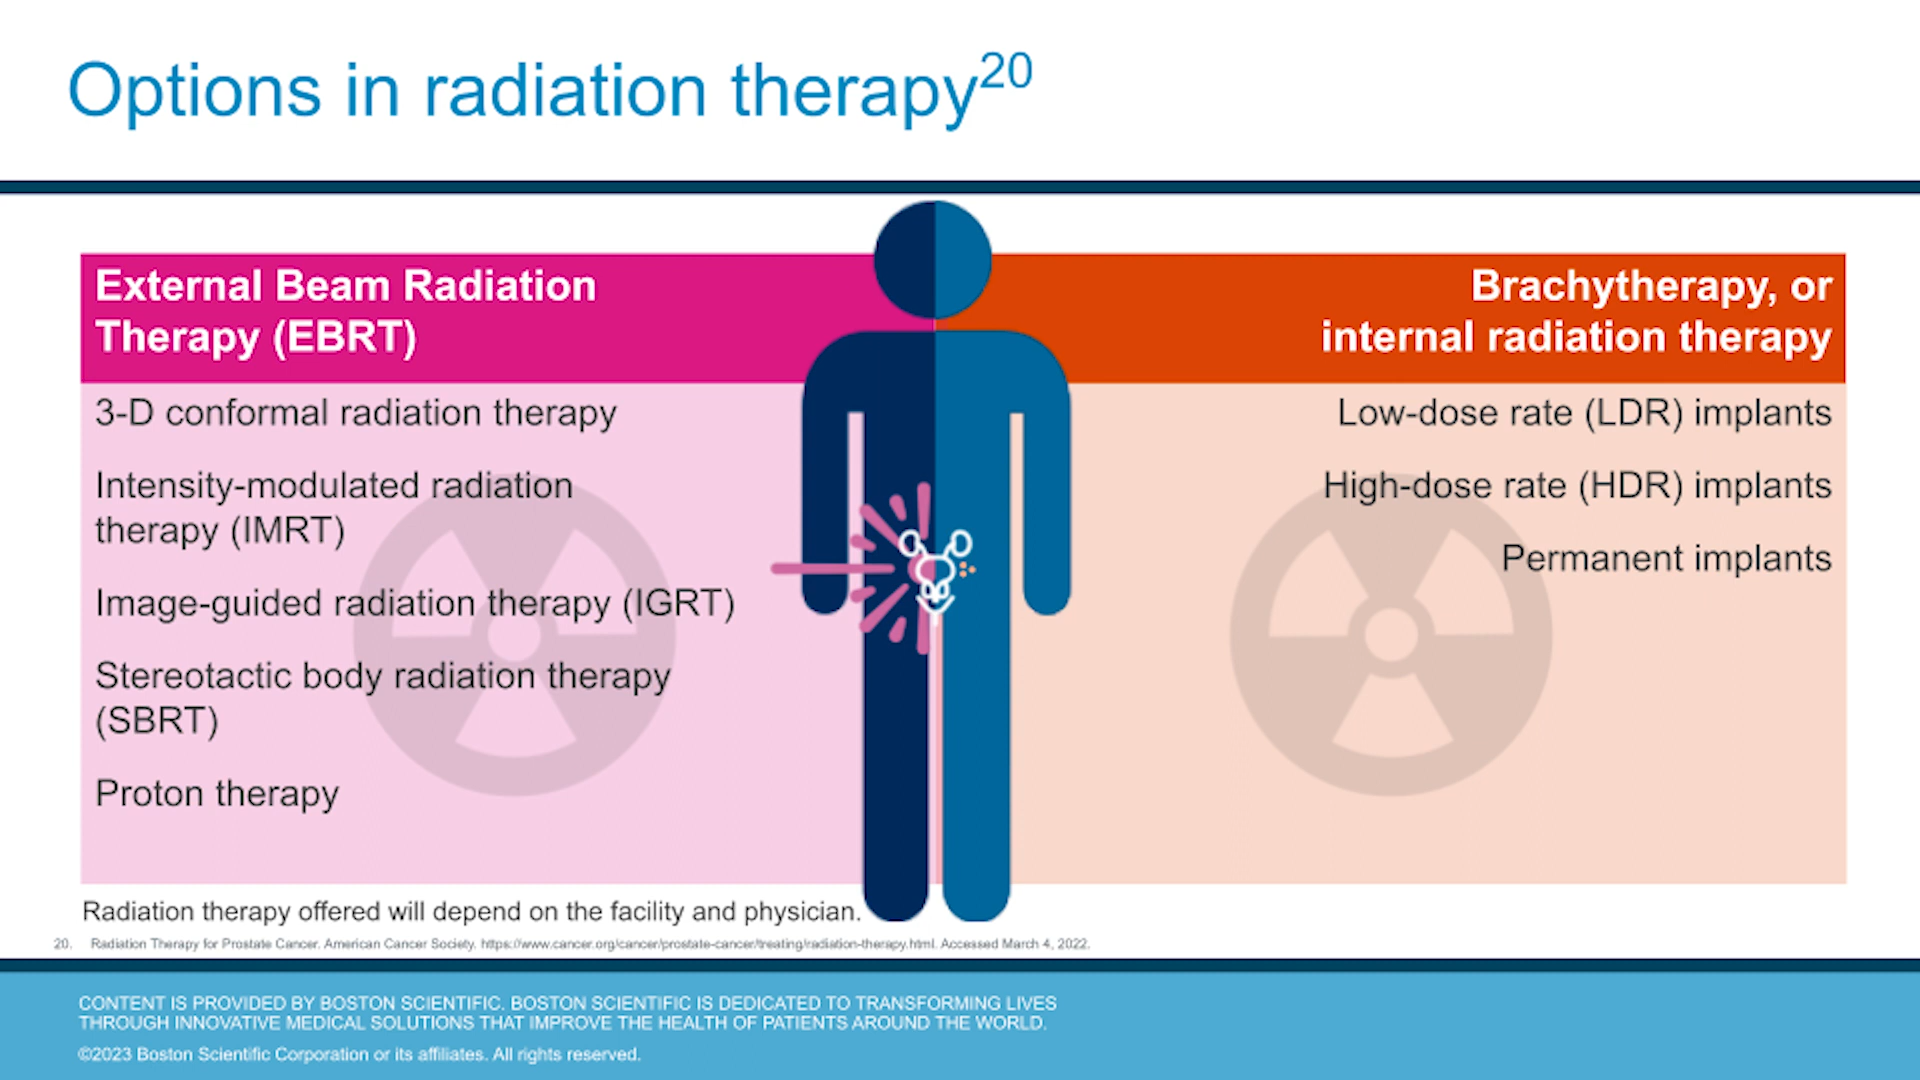 Options in radiation therapy20
External Beam Radiation
Therapy (EBRT)
3-D conformal radiation therapy
Intensity-modulated radiation
therapy (IMRT)
Image-guided radiation therapy (IGRT)
Stereotactic body radiation therapy
(SBRT)
Proton therapy
Brachytherapy, or
internal radiation therapy
Low-dose rate (LDR) implants
High-dose rate (HDR) implants
Permanent implants
Radiation therapy offered will depend on the facility and physician.
20. Radiation Therapy for Prostate Cancer. American Cancer Society. https://www.cancer.org/cancer/prostate-cancer/treating/radiation-therapy.html. Accessed March 4, 2022.
CONTENT IS PROVIDED BY BOSTON SCIENTIFIC. BOSTON SCIENTIFIC IS DEDICATED TO TRANSFORMING LIVES
THROUGH INNOVATIVE MEDICAL SOLUTIONS THAT IMPROVE THE HEALTH OF PATIENTS AROUND THE WORLD.
©2023 Boston Scientific Corporation or its affiliates. All rights reserved.